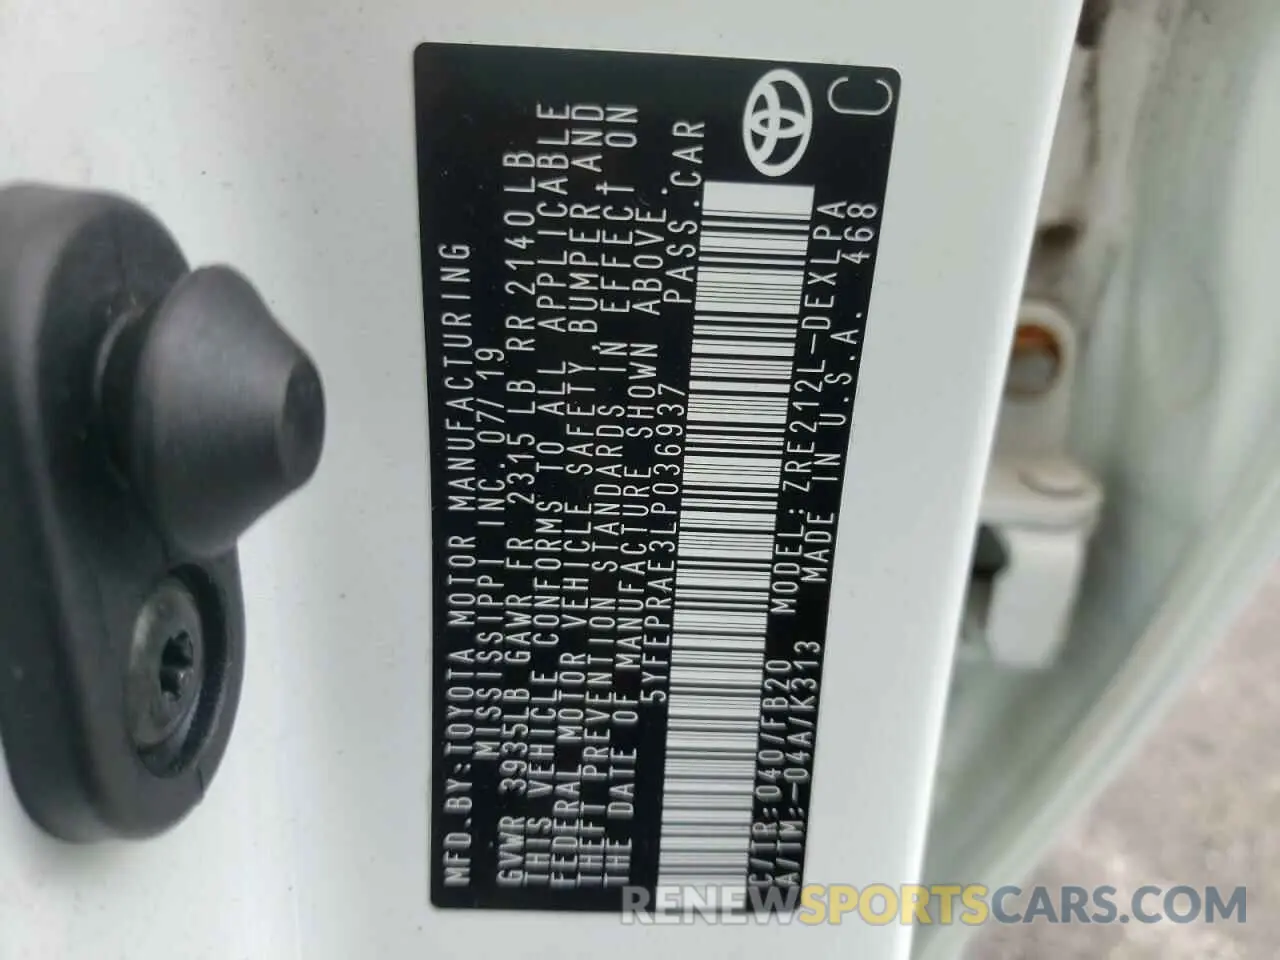 MFD.BY:TOYOTA MOTOR MANUFACTURING
MISSISSIPPI INC. 07/19
GVWR 3935LB GAWR FR 2315 LB RR 2140 LB
THIS VEHICLE CONFORMS TO ALL APPLICABLE
FEDERAL MOTOR VEHICLE SAFETY, BUMPER, AND
THEFT PREVENTION STANDARDS IN EFFECT ON
THE DATE OF MANUFACTURE SHOWN ABOVE.
5YFEPRAE3LP036937 PASS.CAR
C/TR:040/FB20 MODEL:ZRE212L-DEXLPA
A/TM:-04A/K313 MADE IN U.S.A. 468
C
RENEWSPORTSCARS.COM